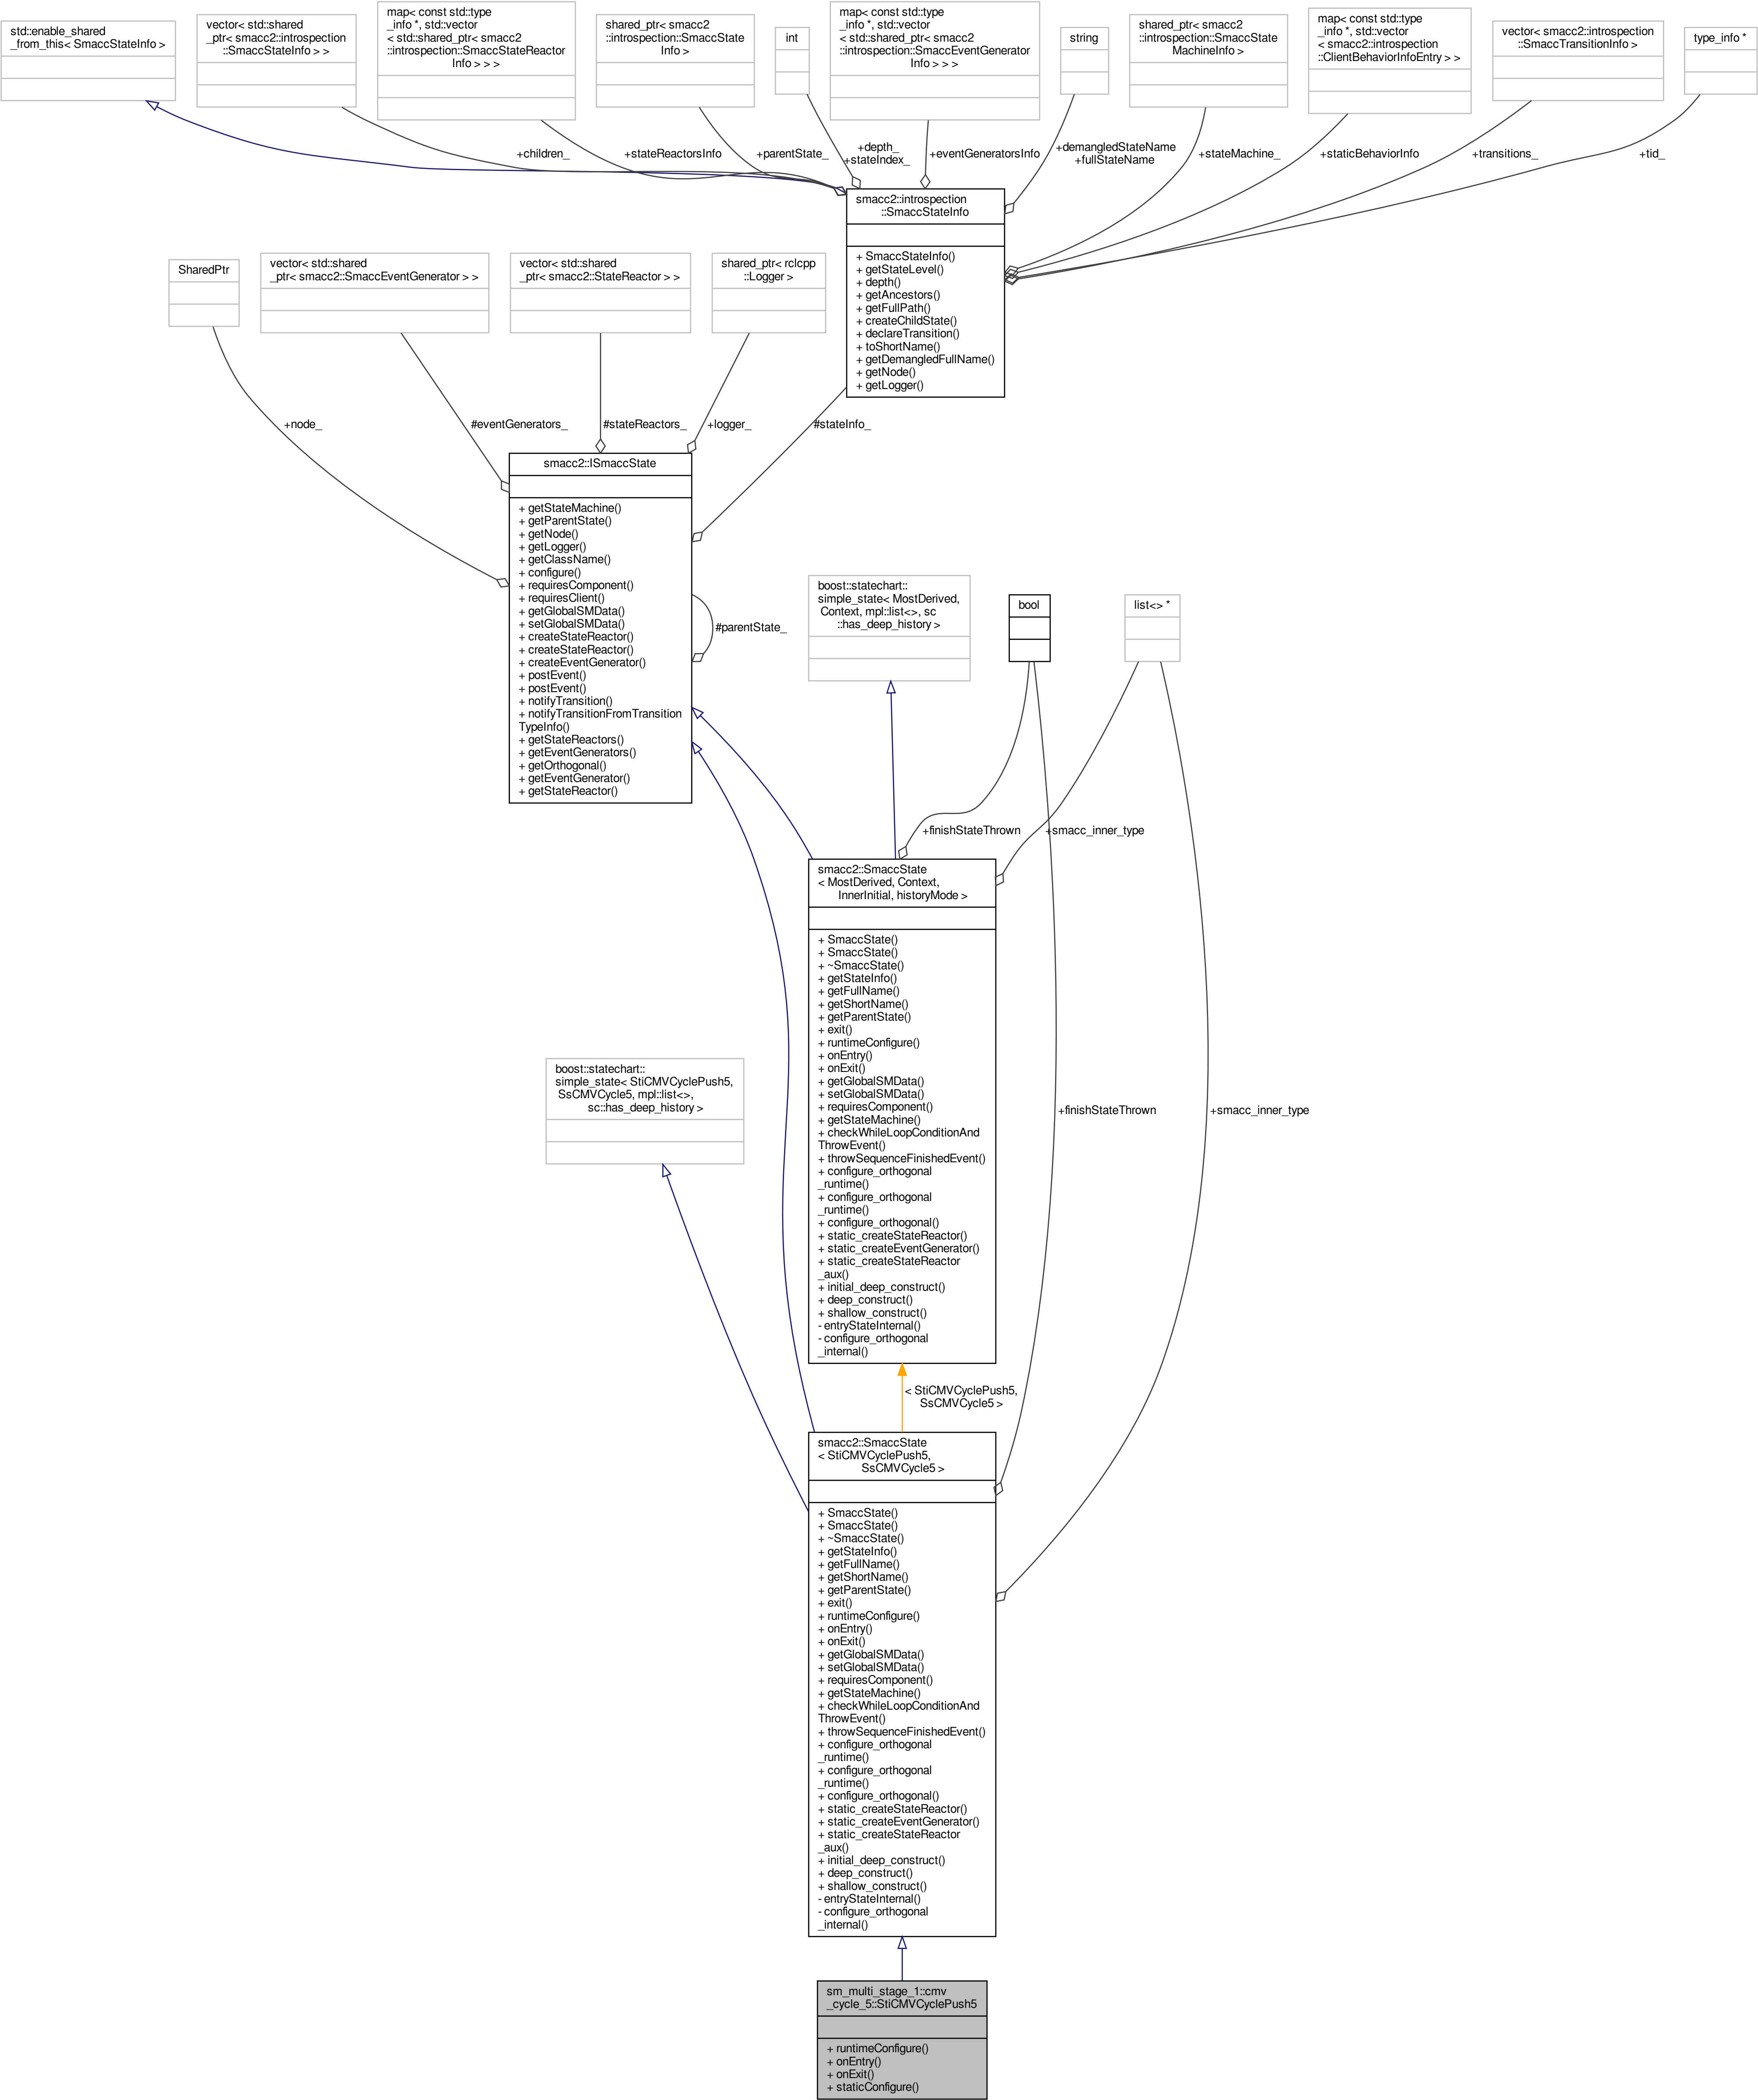 std::enable_shared
_from_this< SmaccStateInfo >
vector< std::shared
_ptr< smacc2::introspection
::SmaccStateInfo > >
map< const std::type
_info *, std::vector
< std::shared_ptr< smacc2
::introspection::SmaccStateReactor
Info > > >
shared_ptr< smacc2
::introspection::SmaccState
Info >
int
map< const std::type
_info *, std::vector
< std::shared_ptr< smacc2
::introspection::SmaccEventGenerator
Info > > >
string
shared_ptr< smacc2
::introspection::SmaccState
MachineInfo >
map< const std::type
_info *, std::vector
< smacc2::introspection
::ClientBehaviorInfoEntry > >
vector< smacc2::introspection
::SmaccTransitionInfo >
type_info *
+children_
+stateReactorsInfo
+parentState_
+depth_
+stateIndex_
+eventGeneratorsInfo
+demangledStateName
+fullStateName
+stateMachine_
+staticBehaviorInfo
+transitions_
+tid_
smacc2::introspection
::SmaccStateInfo
+ SmaccStateInfo()
+ getStateLevel()
+ depth()
+ getAncestors()
+ getFullPath()
+ createChildState()
+ declareTransition()
+ toShortName()
+ getDemangledFullName()
+ getNode()
+ getLogger()
SharedPtr
vector< std::shared
_ptr< smacc2::SmaccEventGenerator > >
vector< std::shared
_ptr< smacc2::StateReactor > >
shared_ptr< rclcpp
::Logger >
+node_
#eventGenerators_
#stateReactors_
+logger_
#stateInfo_
smacc2::ISmaccState
+ getStateMachine()
+ getParentState()
+ getNode()
+ getLogger()
+ getClassName()
+ configure()
+ requiresComponent()
+ requiresClient()
+ getGlobalSMData()
+ setGlobalSMData()
+ createStateReactor()
+ createStateReactor()
+ createEventGenerator()
+ postEvent()
+ postEvent()
+ notifyTransition()
+ notifyTransitionFromTransition
TypeInfo()
+ getStateReactors()
+ getEventGenerators()
+ getOrthogonal()
+ getEventGenerator()
+ getStateReactor()
#parentState_
boost::statechart::
simple_state< MostDerived,
Context, mpl::list<>, sc
::has_deep_history >
bool
list<> *
+finishStateThrown
+smacc_inner_type
smacc2::SmaccState
< MostDerived, Context,
InnerInitial, historyMode >
+ SmaccState()
+ SmaccState()
+ ~SmaccState()
+ getStateInfo()
+ getFullName()
+ getShortName()
+ getParentState()
+ exit()
+ runtimeConfigure()
+ onEntry()
+ onExit()
+ getGlobalSMData()
+ setGlobalSMData()
+ requiresComponent()
+ getStateMachine()
+ checkWhileLoopConditionAnd
ThrowEvent()
+ throwSequenceFinishedEvent()
+ configure_orthogonal
_runtime()
+ configure_orthogonal
_runtime()
+ configure_orthogonal()
+ static_createStateReactor()
+ static_createEventGenerator()
+ static_createStateReactor
_aux()
+ initial_deep_construct()
+ deep_construct()
+ shallow_construct()
- entryStateInternal()
- configure_orthogonal
_internal()
boost::statechart::
simple_state< StiCMVCyclePush5,
SsCMVCycle5, mpl::list<>,
sc::has_deep_history >
+finishStateThrown
+smacc_inner_type
< StiCMVCyclePush5,
SsCMVCycle5 >
smacc2::SmaccState
< StiCMVCyclePush5,
SsCMVCycle5 >
+ SmaccState()
+ SmaccState()
+ ~SmaccState()
+ getStateInfo()
+ getFullName()
+ getShortName()
+ getParentState()
+ exit()
+ runtimeConfigure()
+ onEntry()
+ onExit()
+ getGlobalSMData()
+ setGlobalSMData()
+ requiresComponent()
+ getStateMachine()
+ checkWhileLoopConditionAnd
ThrowEvent()
+ throwSequenceFinishedEvent()
+ configure_orthogonal
_runtime()
+ configure_orthogonal
_runtime()
+ configure_orthogonal()
+ static_createStateReactor()
+ static_createEventGenerator()
+ static_createStateReactor
_aux()
+ initial_deep_construct()
+ deep_construct()
+ shallow_construct()
- entryStateInternal()
- configure_orthogonal
_internal()
sm_multi_stage_1::cmv
_cycle_5::StiCMVCyclePush5
+ runtimeConfigure()
+ onEntry()
+ onExit()
+ staticConfigure()